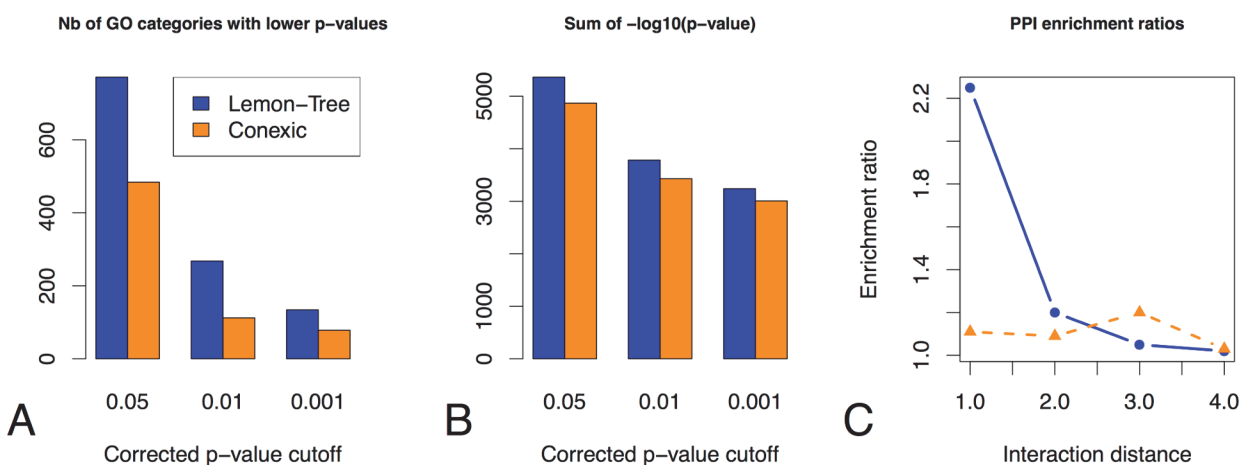 Nb of GO categories with lower p-values
Lemon-Tree
Conexic
0
200
400
600
0.05 0.01 0.001
A
Corrected p-value cutoff
Sum of -log10(p-value)
0
1000
3000
5000
0.05 0.01 0.001
B
Corrected p-value cutoff
PPI enrichment ratios
Enrichment ratio
1.0
1.4
1.8
2.2
1.0 2.0 3.0 4.0
C
Interaction distance